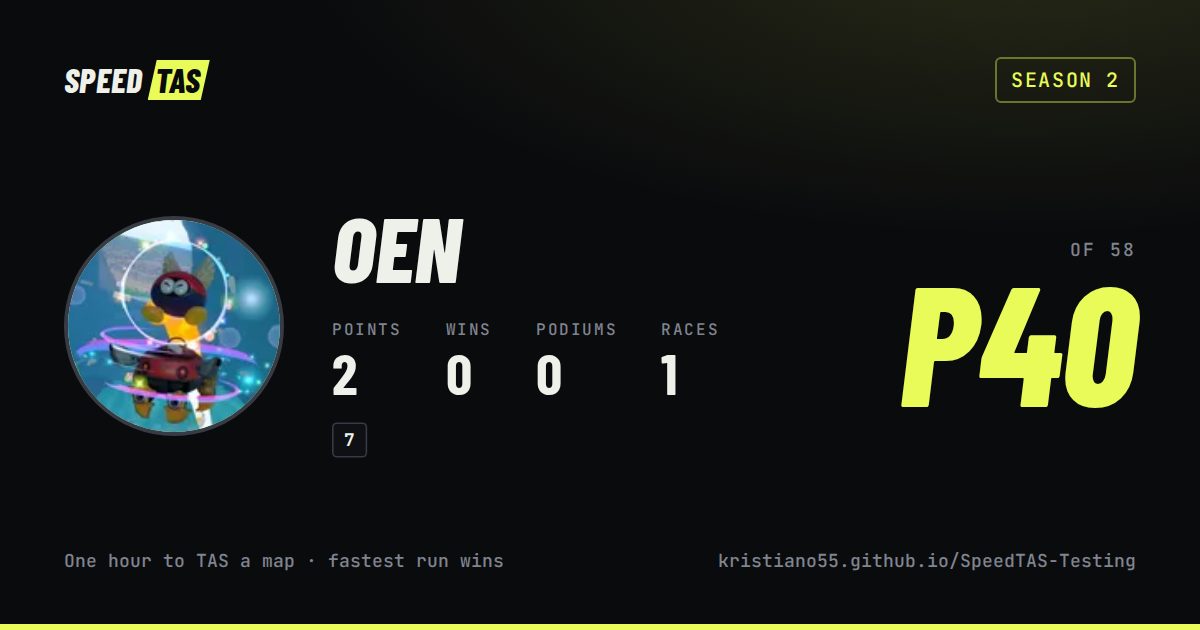 SPEED TAS
SEASON 2
OEN
POINTS WINS PODIUMS RACES
2 0 0 1
7
OF 58
P40
One hour to TAS a map · fastest run wins
kristiano55.github.io/SpeedTAS-Testing